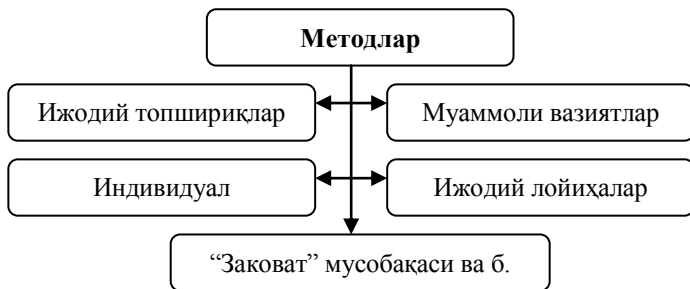 Методлар
Ижодий топшириқлар
Муаммоли вазиятлар
Индивидуал
Ижодий лойиҳалар
“Заковат” мусобақаси ва б.